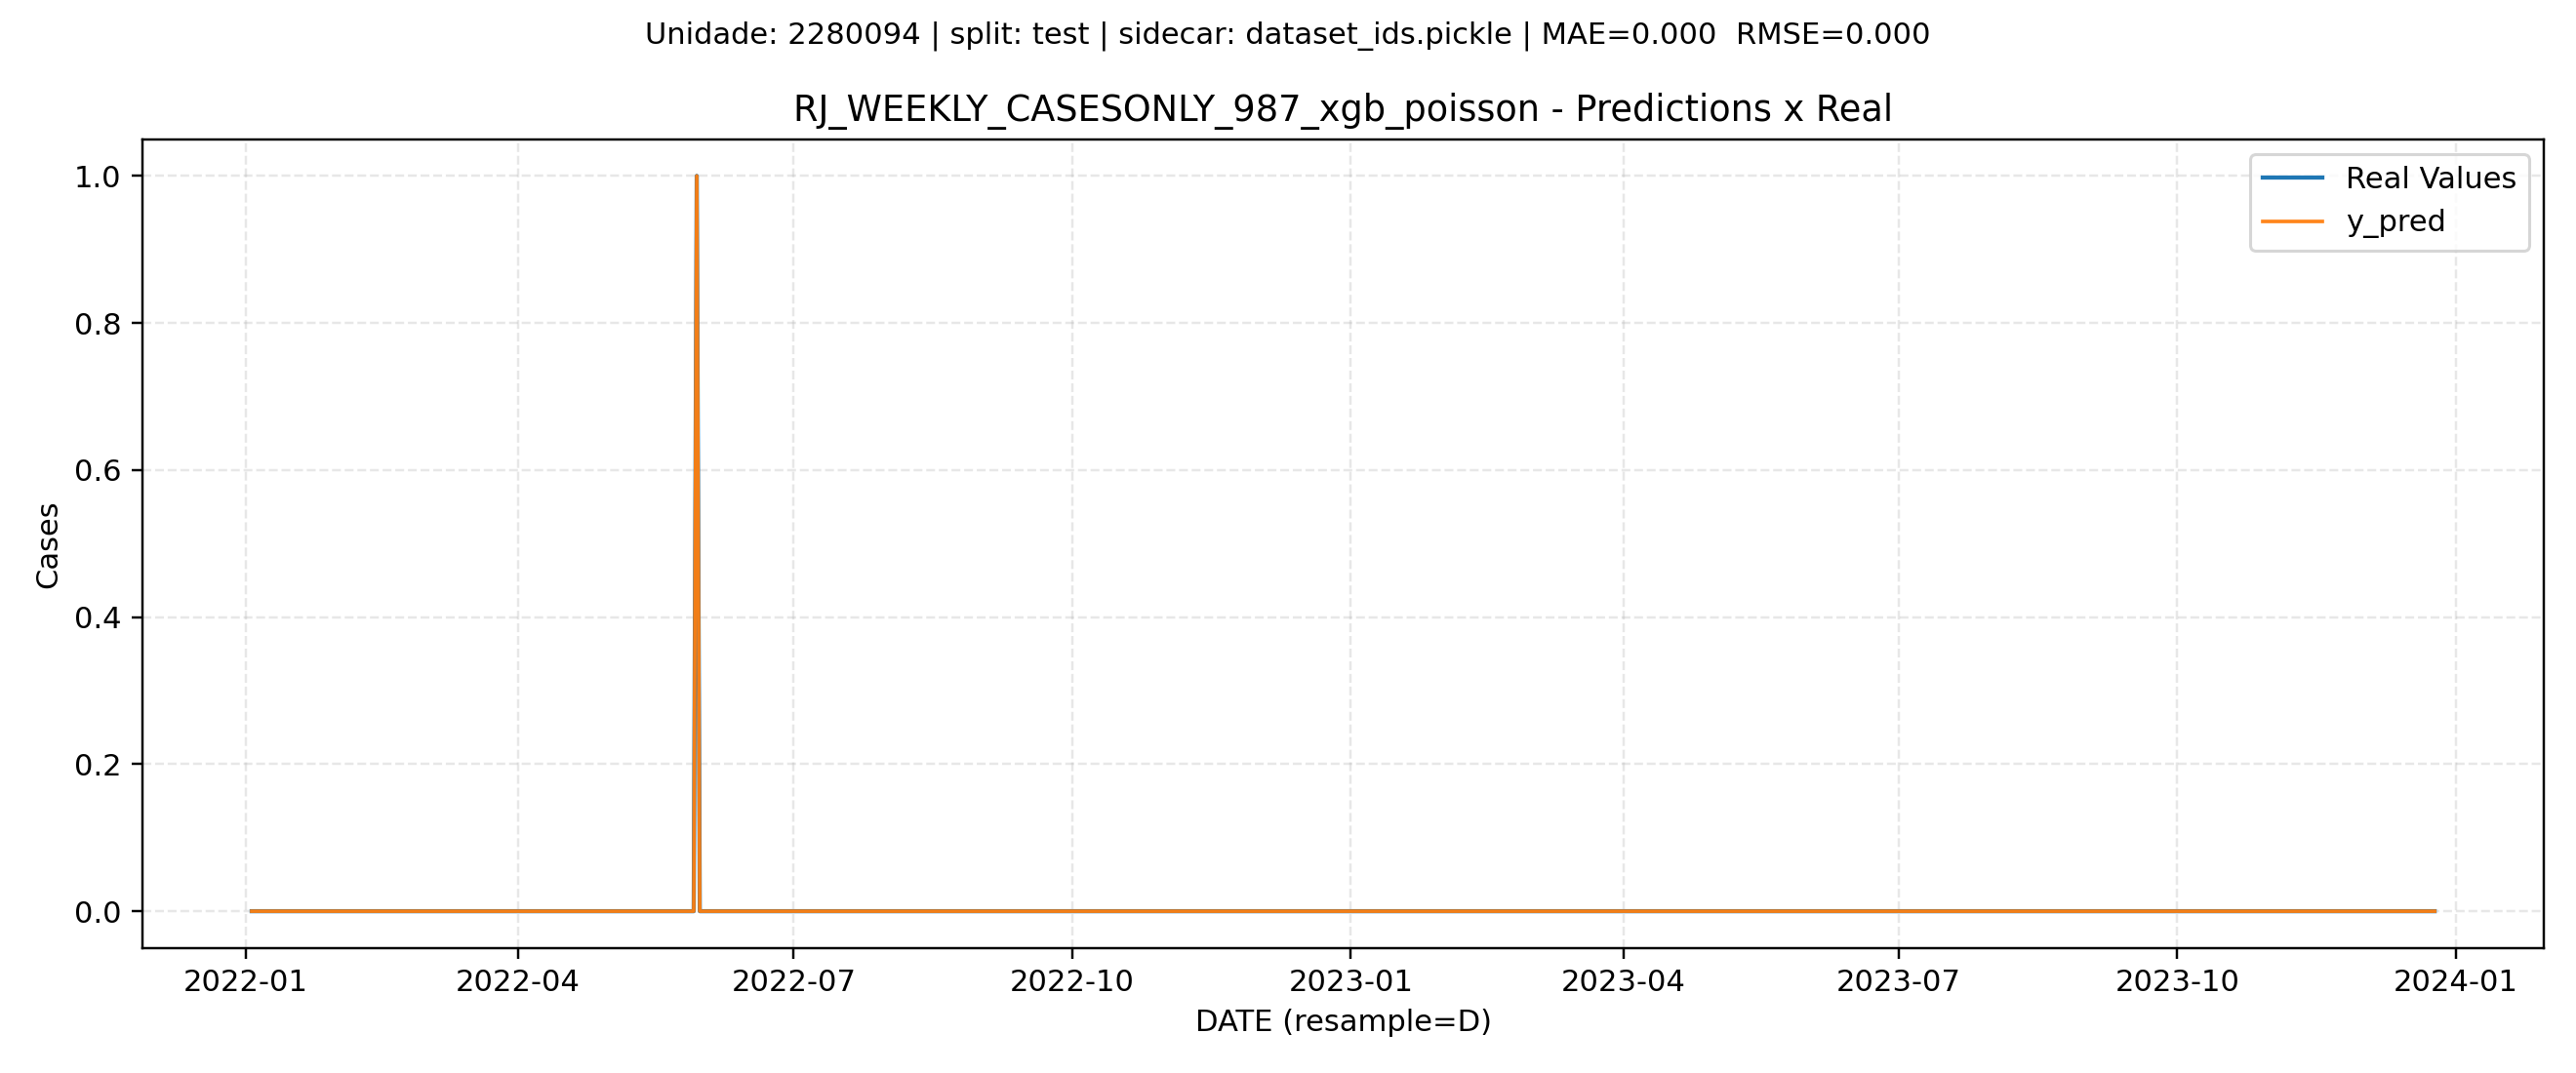 Unidade: 2280094 | split: test | sidecar: dataset_ids.pickle | MAE=0.000  RMSE=0.000
RJ_WEEKLY_CASESONLY_987_xgb_poisson - Predictions x Real
Real Values
y_pred
Cases
1.0
0.8
0.6
0.4
0.2
0.0
2022-01
2022-04
2022-07
2022-10
2023-01
2023-04
2023-07
2023-10
2024-01
DATE (resample=D)